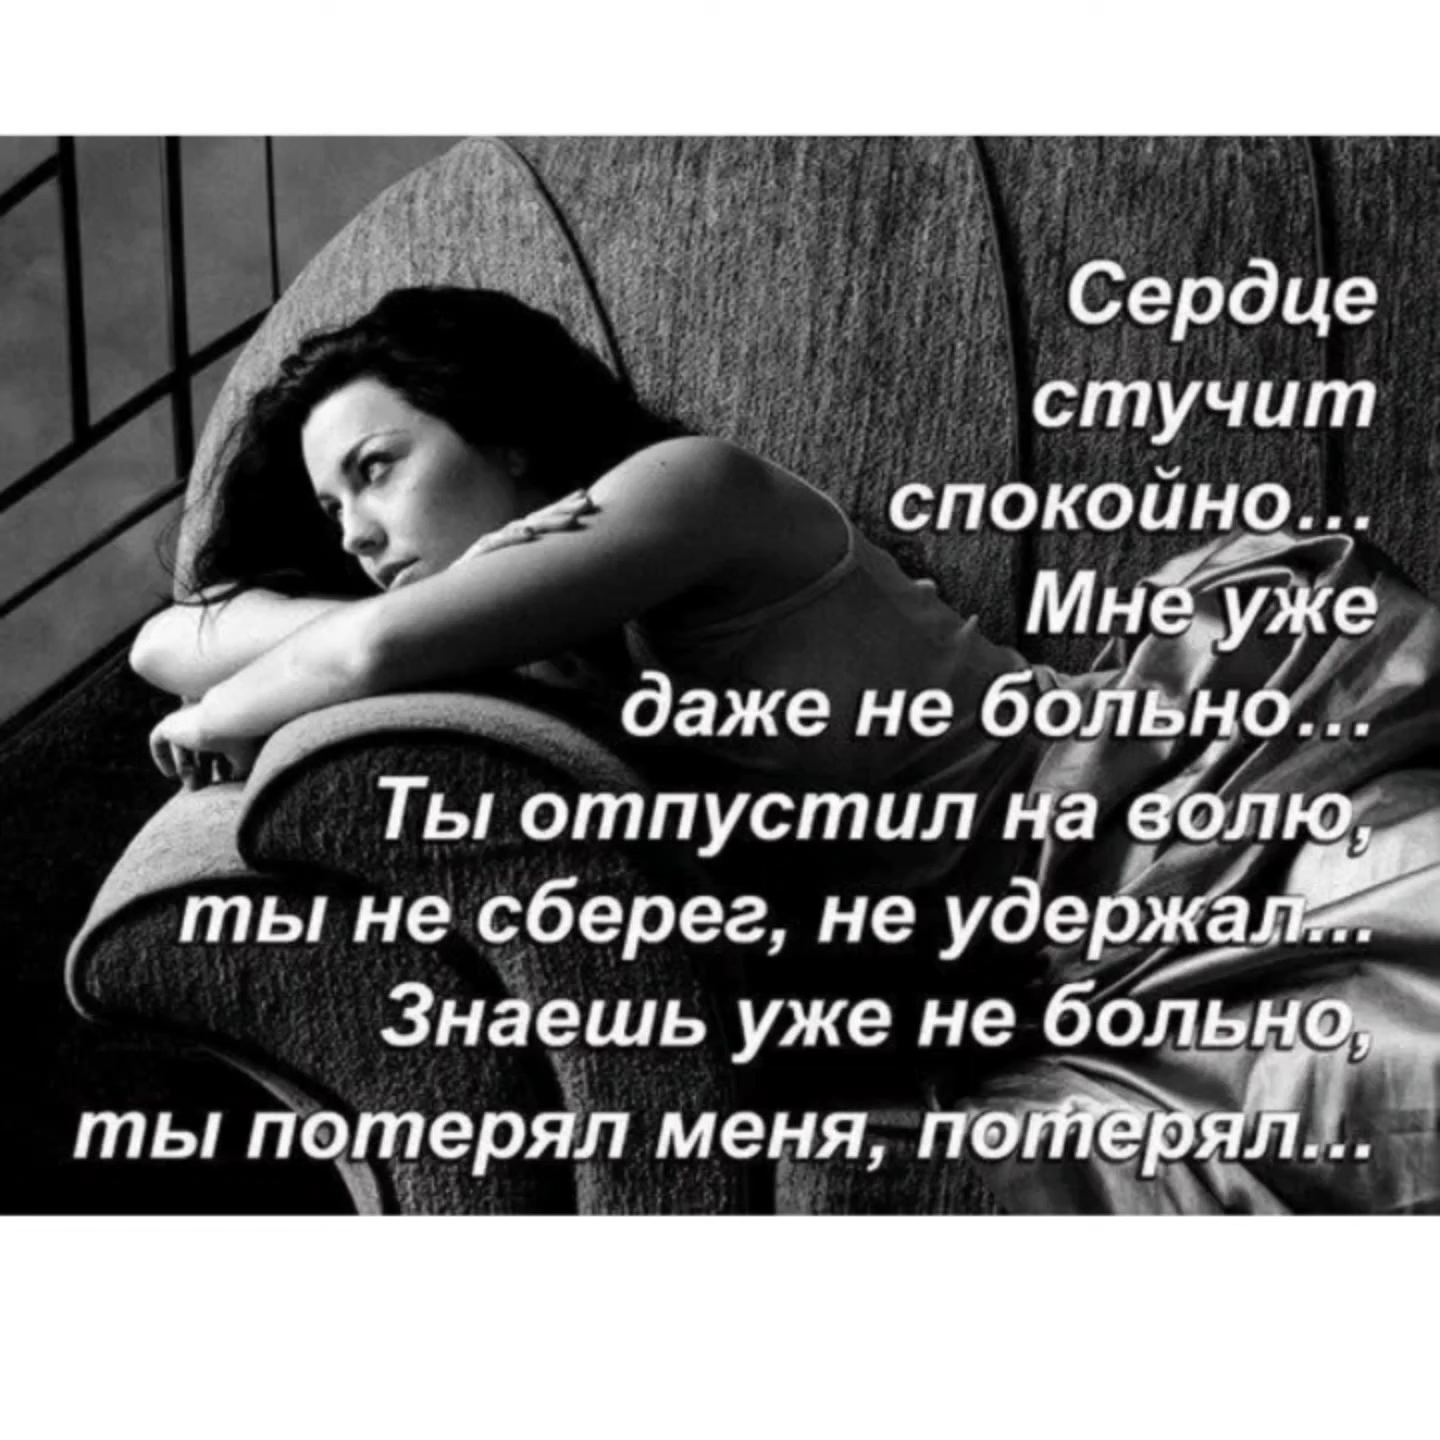 Сердце
стучит
спокойно...
Мне уже
даже не больно...
Ты отпустил на волю,
ты не сберег, не удержал...
Знаешь уже не больно,
ты потерял меня, потерял...